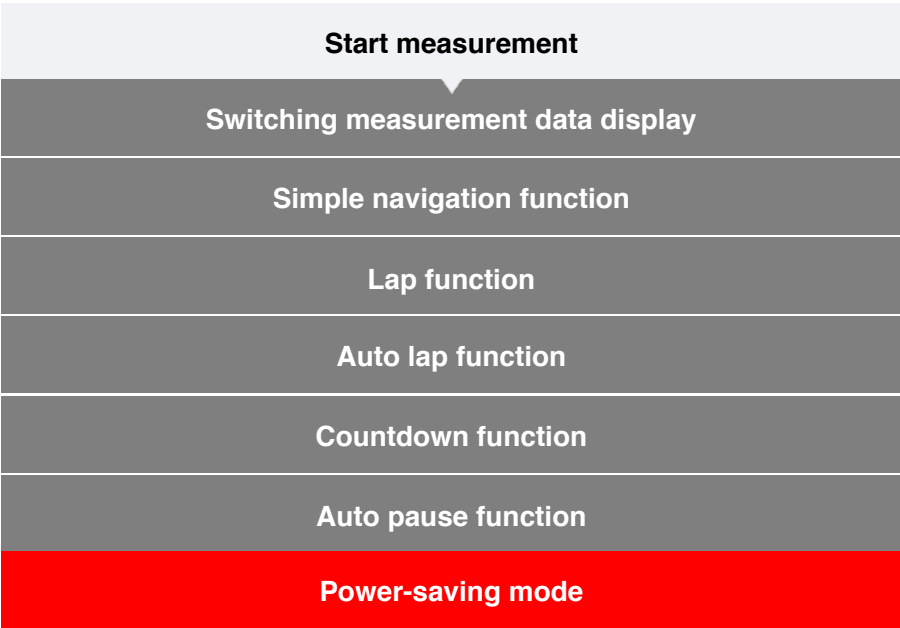 Start measurement
Switching measurement data display
Simple navigation function
Lap function
Auto lap function
Countdown function
Auto pause function
Power-saving mode